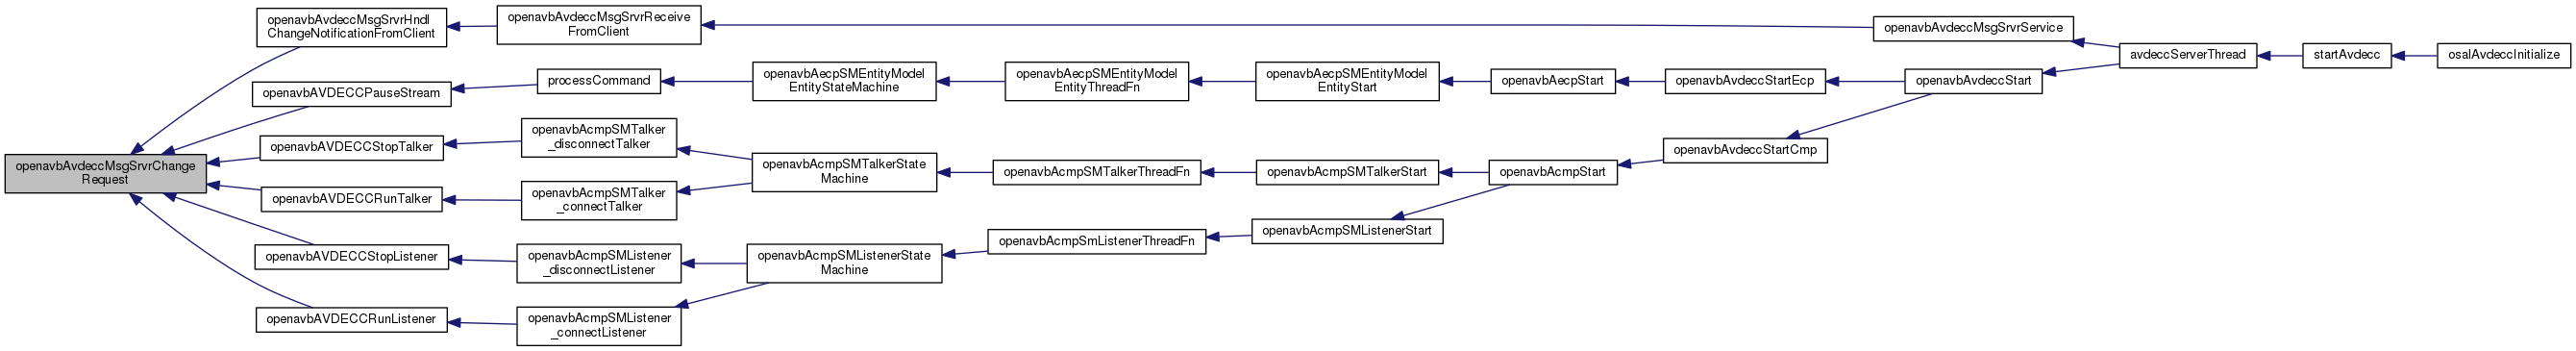 openavbAvdeccMsgSrvrChange
Request
openavbAvdeccMsgSrvrHndl
ChangeNotificationFromClient
openavbAvdeccMsgSrvrReceive
FromClient
openavbAvdeccMsgSrvrService
avdeccServerThread
startAvdecc
osalAvdeccInitialize
openavbAVDECCPauseStream
processCommand
openavbAecpSMEntityModel
EntityStateMachine
openavbAecpSMEntityModel
EntityThreadFn
openavbAecpSMEntityModel
EntityStart
openavbAecpStart
openavbAvdeccStartEcp
openavbAvdeccStart
openavbAVDECCStopTalker
openavbAcmpSMTalker
_disconnectTalker
openavbAcmpSMTalkerState
Machine
openavbAcmpSMTalkerThreadFn
openavbAcmpSMTalkerStart
openavbAcmpStart
openavbAvdeccStartCmp
openavbAVDECCRunTalker
openavbAcmpSMTalker
_connectTalker
openavbAVDECCStopListener
openavbAcmpSMListener
_disconnectListener
openavbAcmpSMListenerState
Machine
openavbAcmpSmListenerThreadFn
openavbAcmpSMListenerStart
openavbAVDECCRunListener
openavbAcmpSMListener
_connectListener